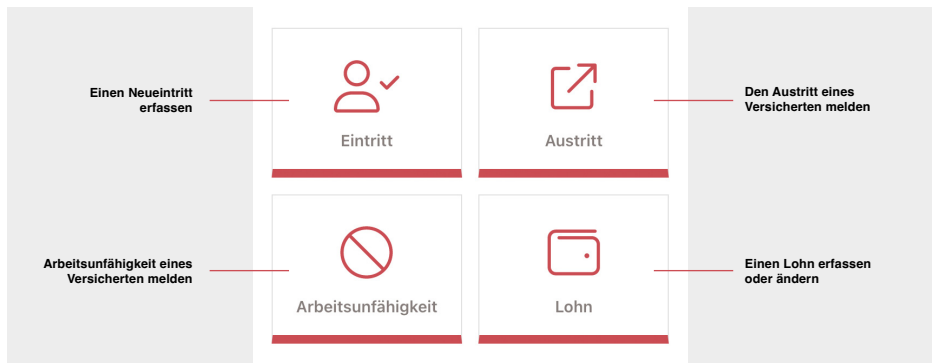 Einen Neueintritt
erfassen
Eintritt
Austritt
Den Austritt eines
Versicherten melden
Arbeitsunfähigkeit eines
Versicherten melden
Arbeitsunfähigkeit
Lohn
Einen Lohn erfassen
oder ändern